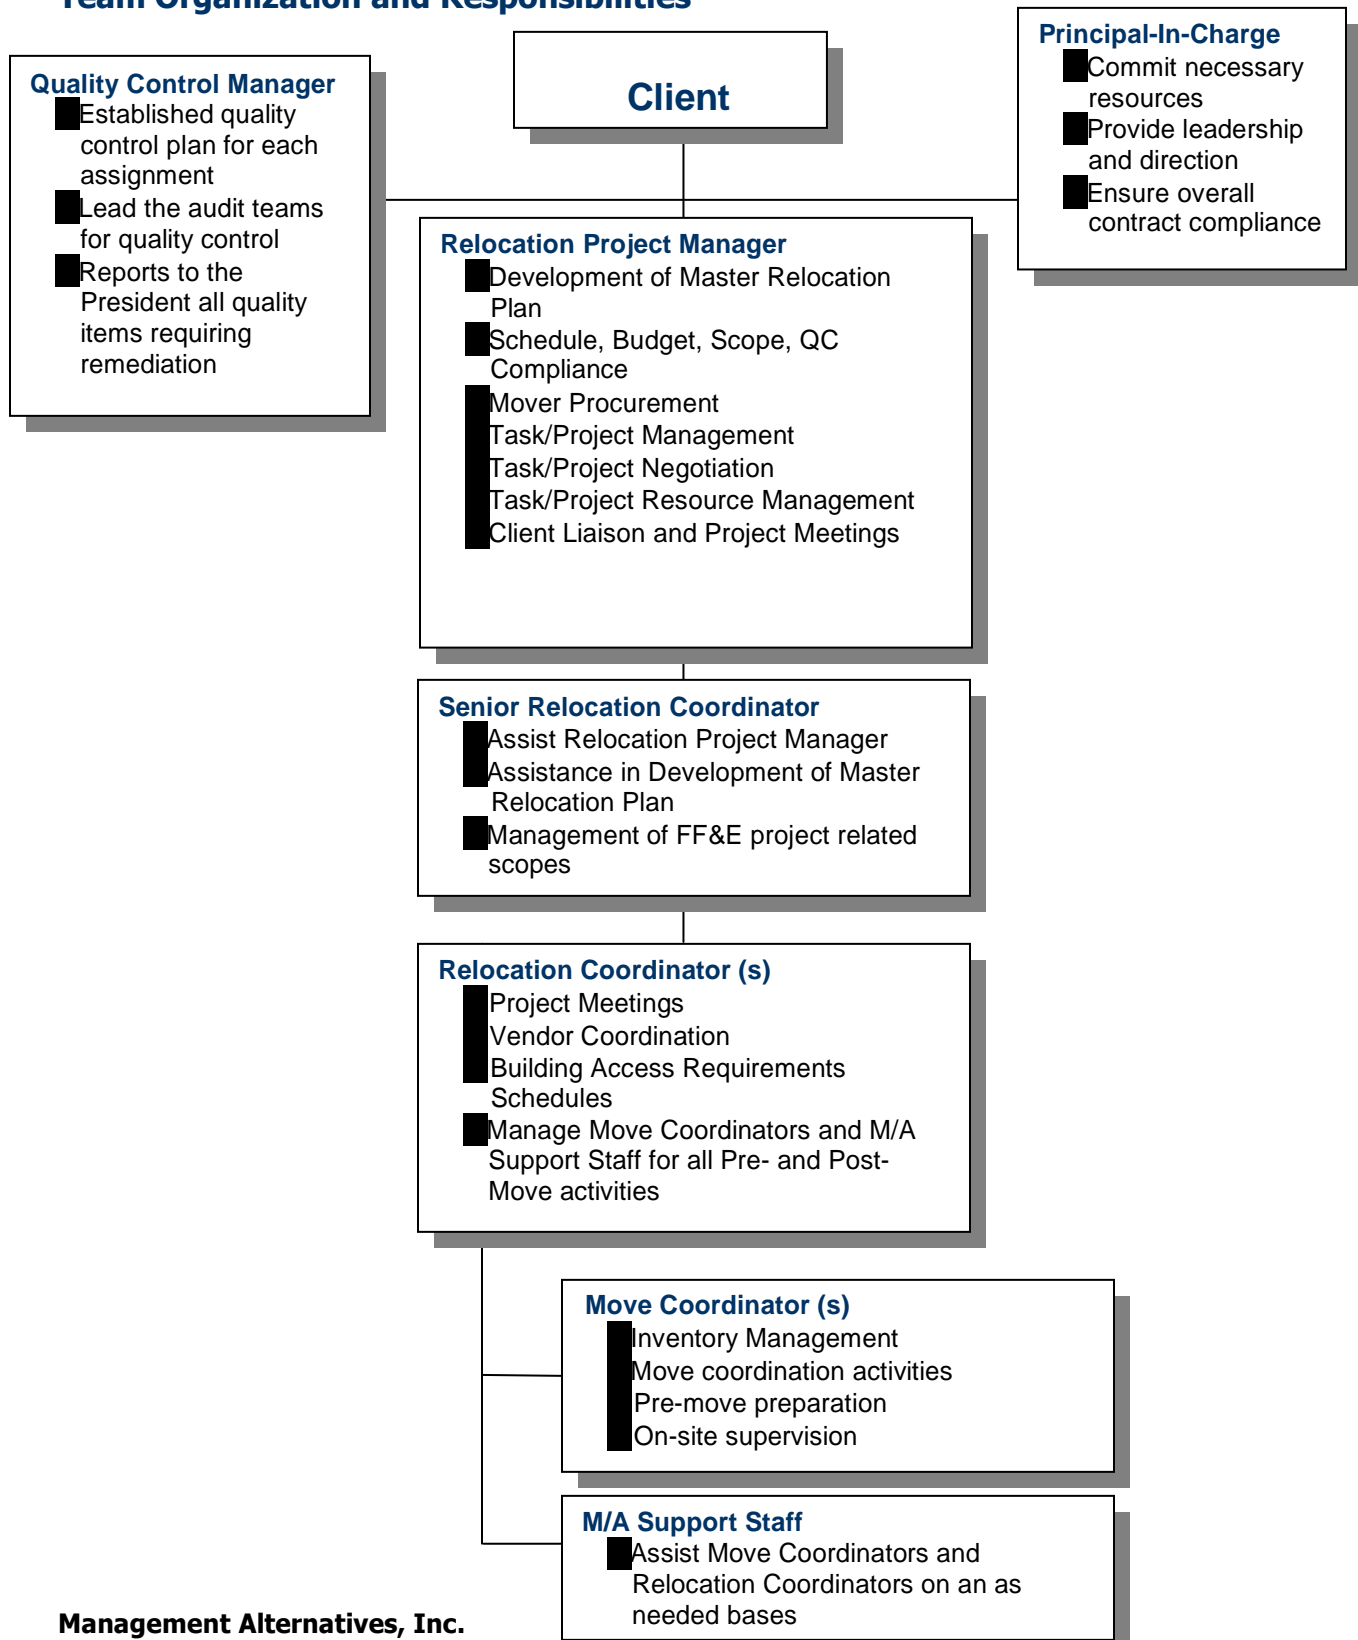 Team Organization and Responsibilities
Client
Quality Control Manager
Established quality
control plan for each
assignment
Lead the audit teams
for quality control
Reports to the
President all quality
items requiring
remediation
Principal-In-Charge
Commit necessary
resources
Provide leadership
and direction
Ensure overall
contract compliance
Relocation Project Manager
Development of Master Relocation
Plan
Schedule, Budget, Scope, QC
Compliance
Mover Procurement
Task/Project Management
Task/Project Negotiation
Task/Project Resource Management
Client Liaison and Project Meetings
Senior Relocation Coordinator
Assist Relocation Project Manager
Assistance in Development of Master
Relocation Plan
Management of FF&E project related
scopes
Relocation Coordinator (s)
Project Meetings
Vendor Coordination
Building Access Requirements
Schedules
Manage Move Coordinators and M/A
Support Staff for all Pre- and Post-
Move activities
Move Coordinator (s)
Inventory Management
Move coordination activities
Pre-move preparation
On-site supervision
M/A Support Staff
Assist Move Coordinators and
Relocation Coordinators on an as
needed bases
Management Alternatives, Inc.